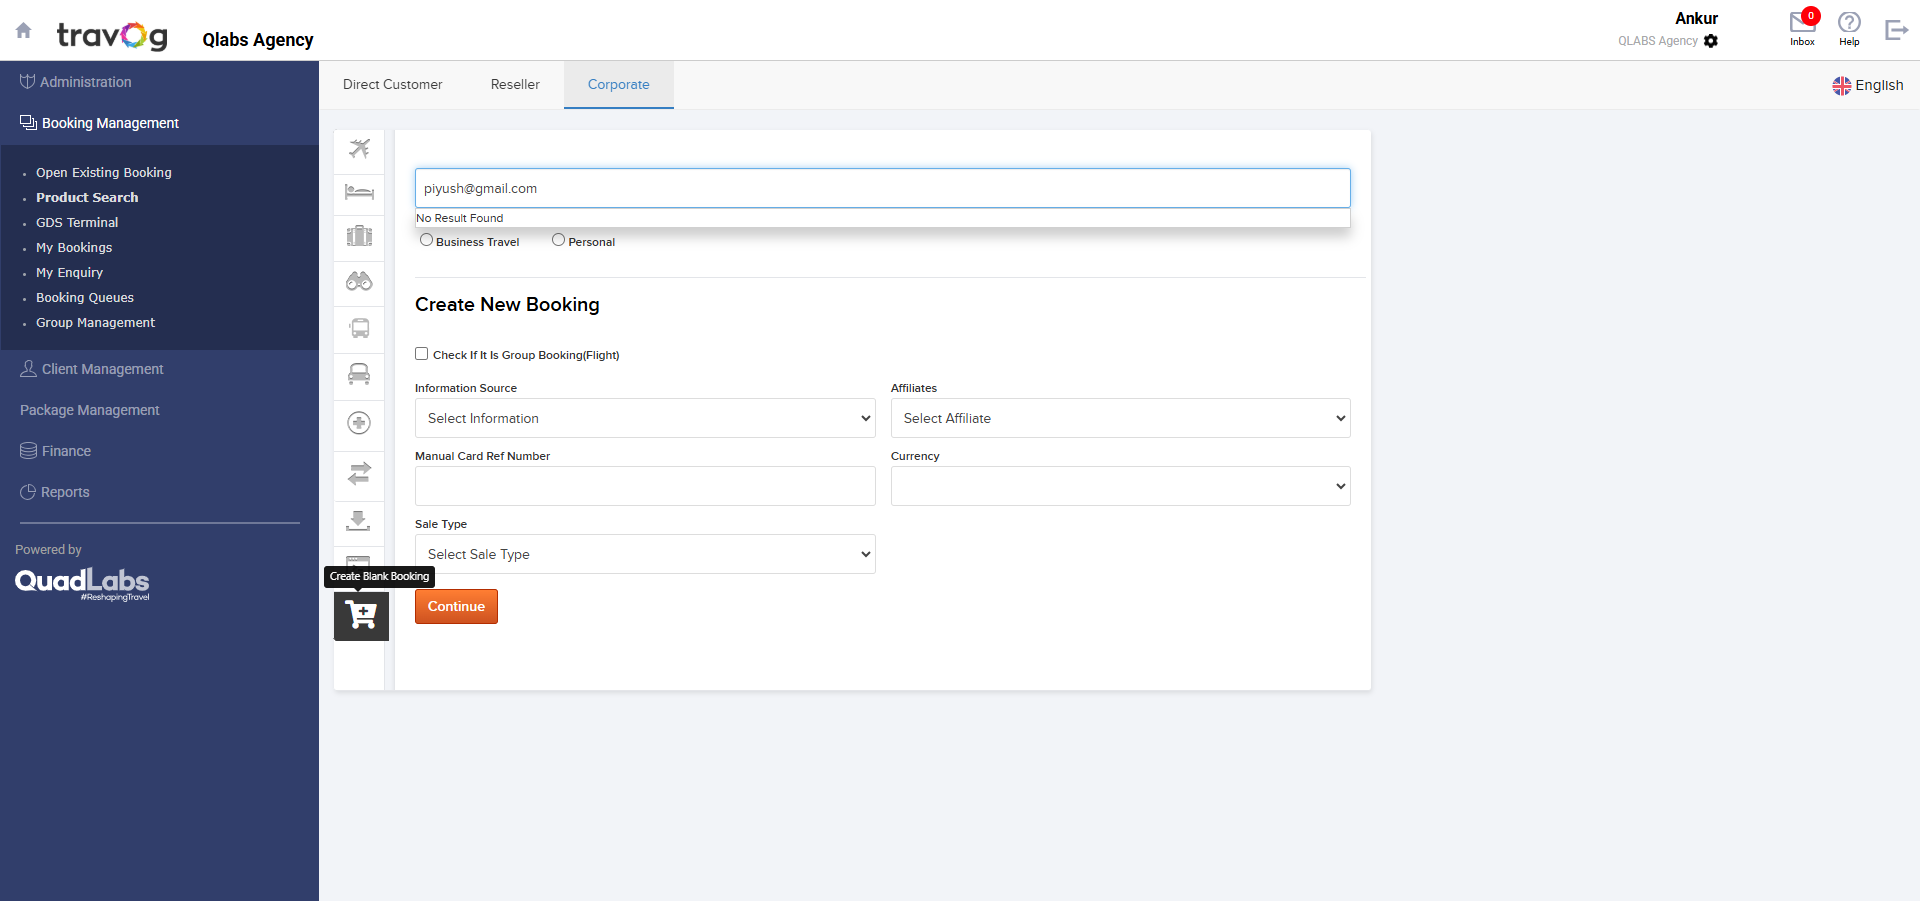 travog
Qlabs Agency
Ankur
QLABS Agency
0
Inbox
Help
Administration
Booking Management
Open Existing Booking
Product Search
GDS Terminal
My Bookings
My Enquiry
Booking Queues
Group Management
Client Management
Package Management
Finance
Reports
Powered by
QuadLabs
#ReshapingTravel
Direct Customer
Reseller
Corporate
English
piyush@gmail.com
No Result Found
Business Travel
Personal
Create New Booking
Check If It Is Group Booking(Flight)
Information Source
Affiliates
Select Information
Select Affiliate
Manual Card Ref Number
Currency
Sale Type
Select Sale Type
Create Blank Booking
Continue